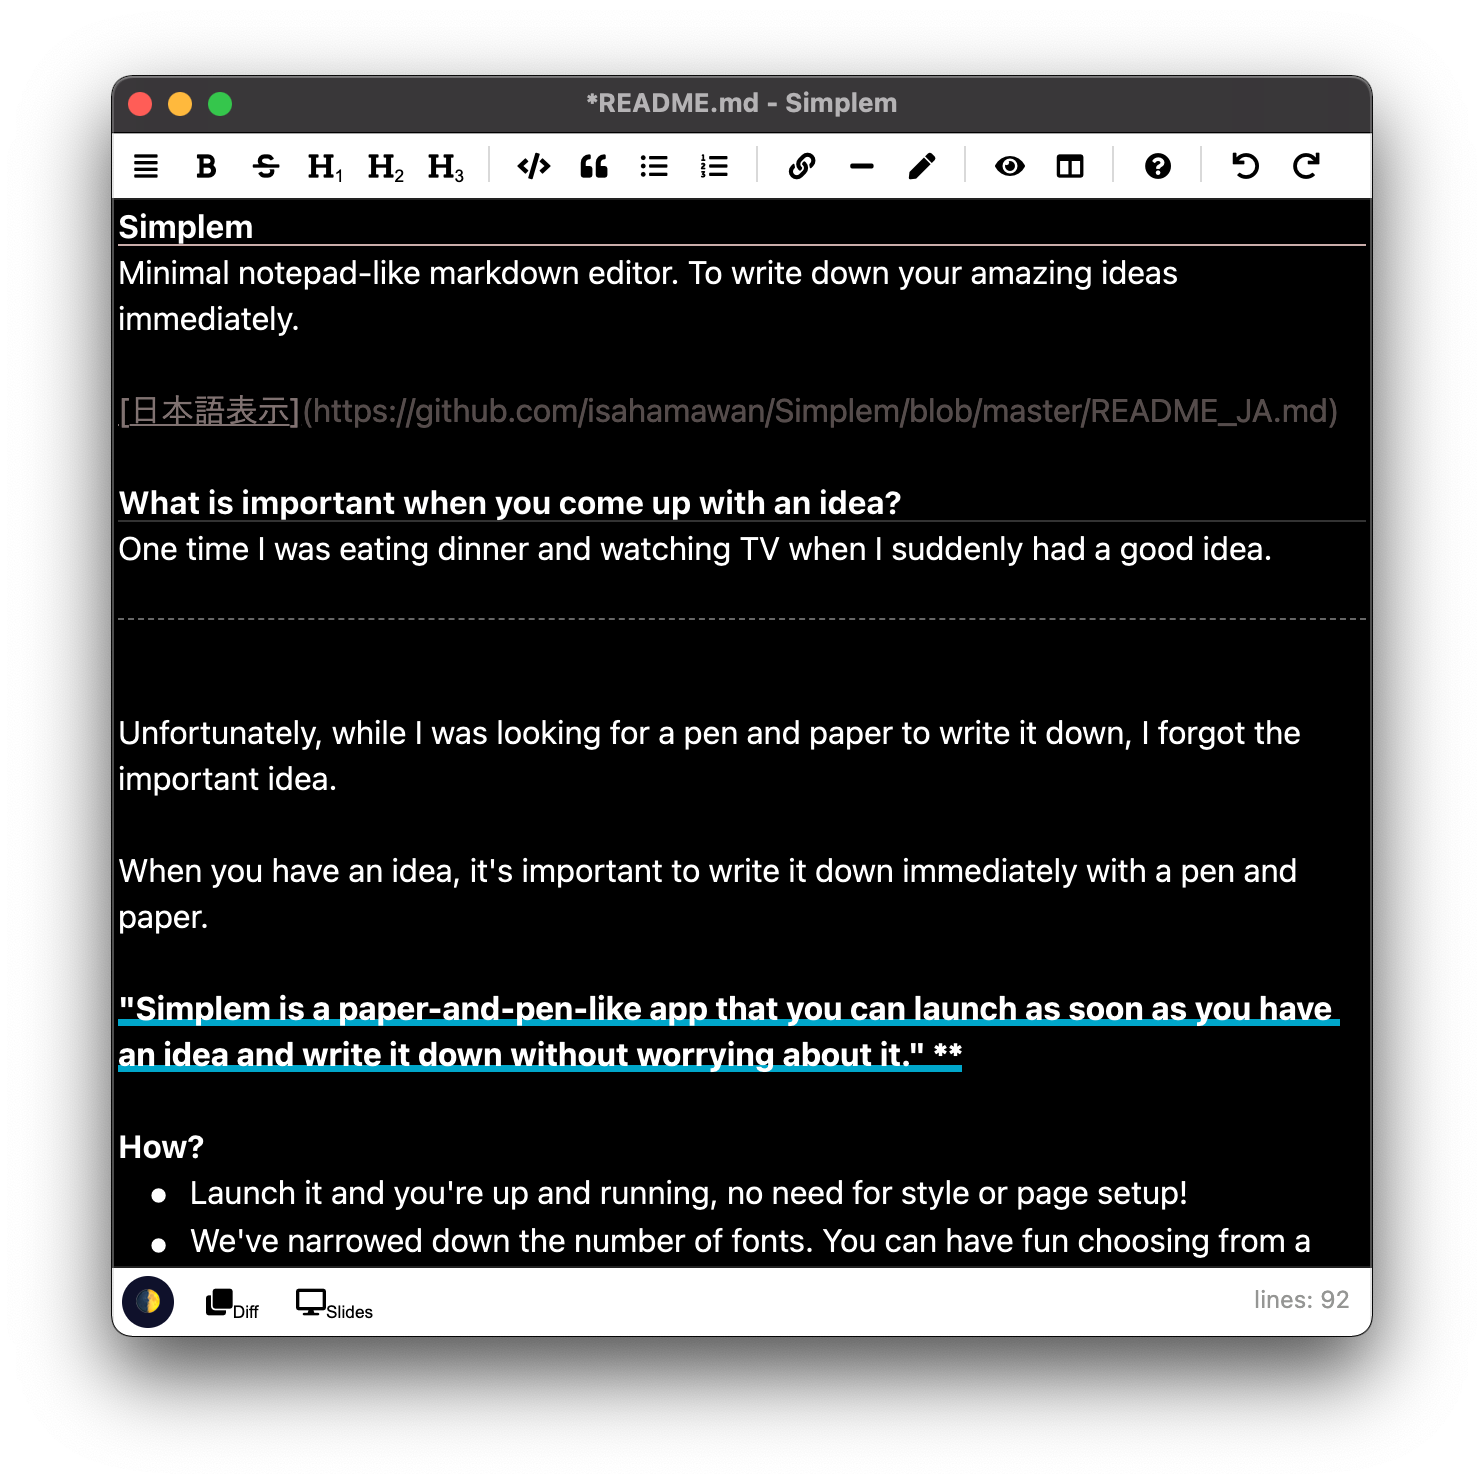 *README.md - Simplem
B S H1 H2 H3
Simplem
Minimal notepad-like markdown editor. To write down your amazing ideas
immediately.
[日本語表示](https://github.com/isahamawan/Simplem/blob/master/README_JA.md)
What is important when you come up with an idea?
One time I was eating dinner and watching TV when I suddenly had a good idea.
Unfortunately, while I was looking for a pen and paper to write it down, I forgot the
important idea.
When you have an idea, it's important to write it down immediately with a pen and
paper.
"Simplem is a paper-and-pen-like app that you can launch as soon as you have
an idea and write it down without worrying about it." **
How?
● Launch it and you're up and running, no need for style or page setup!
● We've narrowed down the number of fonts. You can have fun choosing from a
Diff Slides lines: 92